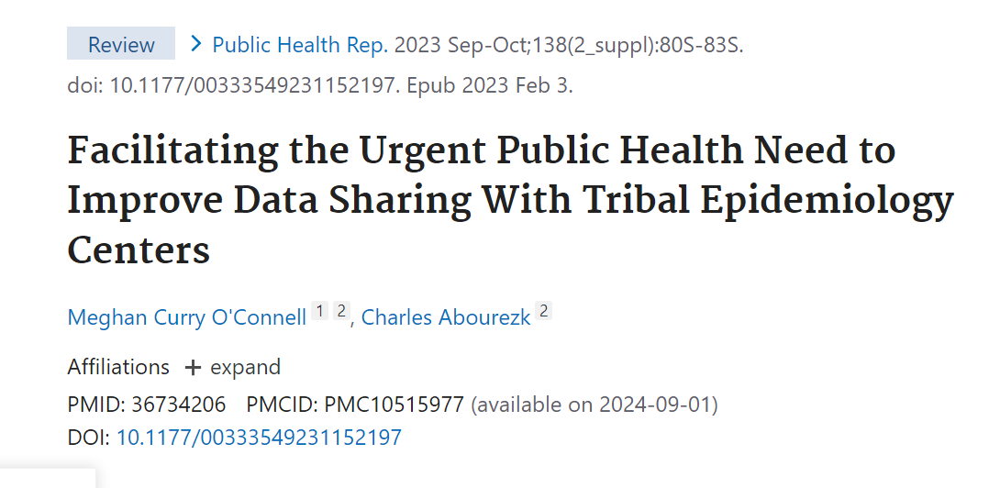 Review > Public Health Rep. 2023 Sep-Oct;138(2_suppl):80S-83S.
doi: 10.1177/00333549231152197. Epub 2023 Feb 3.
Facilitating the Urgent Public Health Need to
Improve Data Sharing With Tribal Epidemiology
Centers
Meghan Curry O'Connell 1 2, Charles Abourezk 2
Affiliations + expand
PMID: 36734206 PMCID: PMC10515977 (available on 2024-09-01)
DOI: 10.1177/00333549231152197